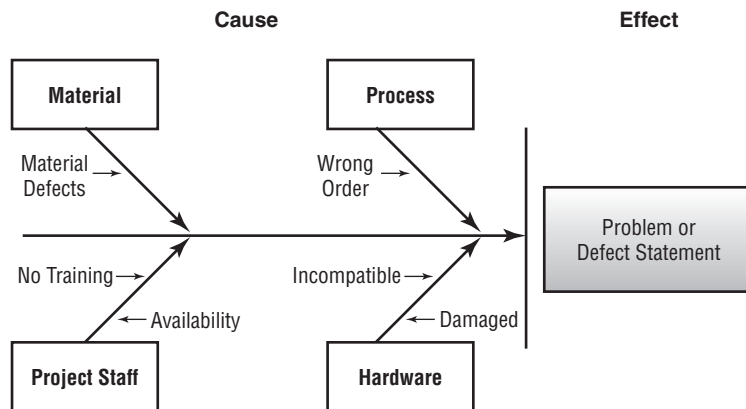 Cause
Effect
Material
Process
Material
Defects
Wrong
Order
Problem or
Defect Statement
No Training
Incompatible
Availability
Damaged
Project Staff
Hardware